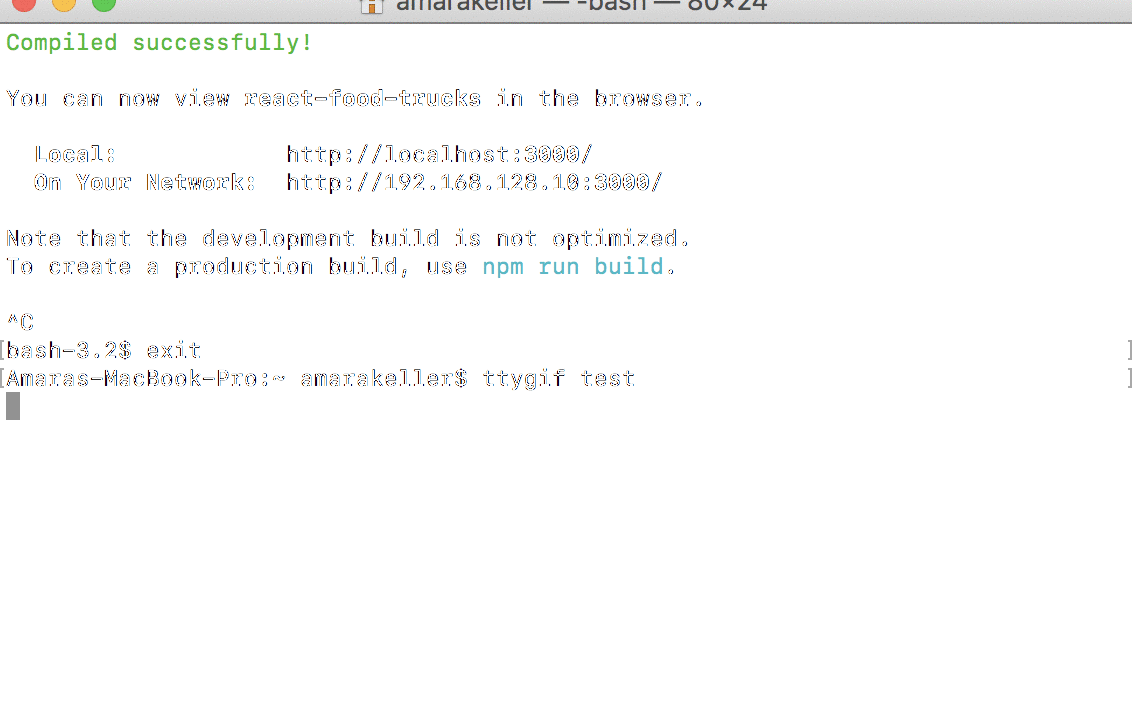 amarakeller — -bash — 80×24
Compiled successfully!
You can now view react-food-trucks in the browser.
Local: http://localhost:3000/
On Your Network: http://192.168.128.10:3000/
Note that the development build is not optimized.
To create a production build, use npm run build.
^C
[bash-3.2$ exit ]
[Amaras-MacBook-Pro:~ amarakeller$ ttygif test ]